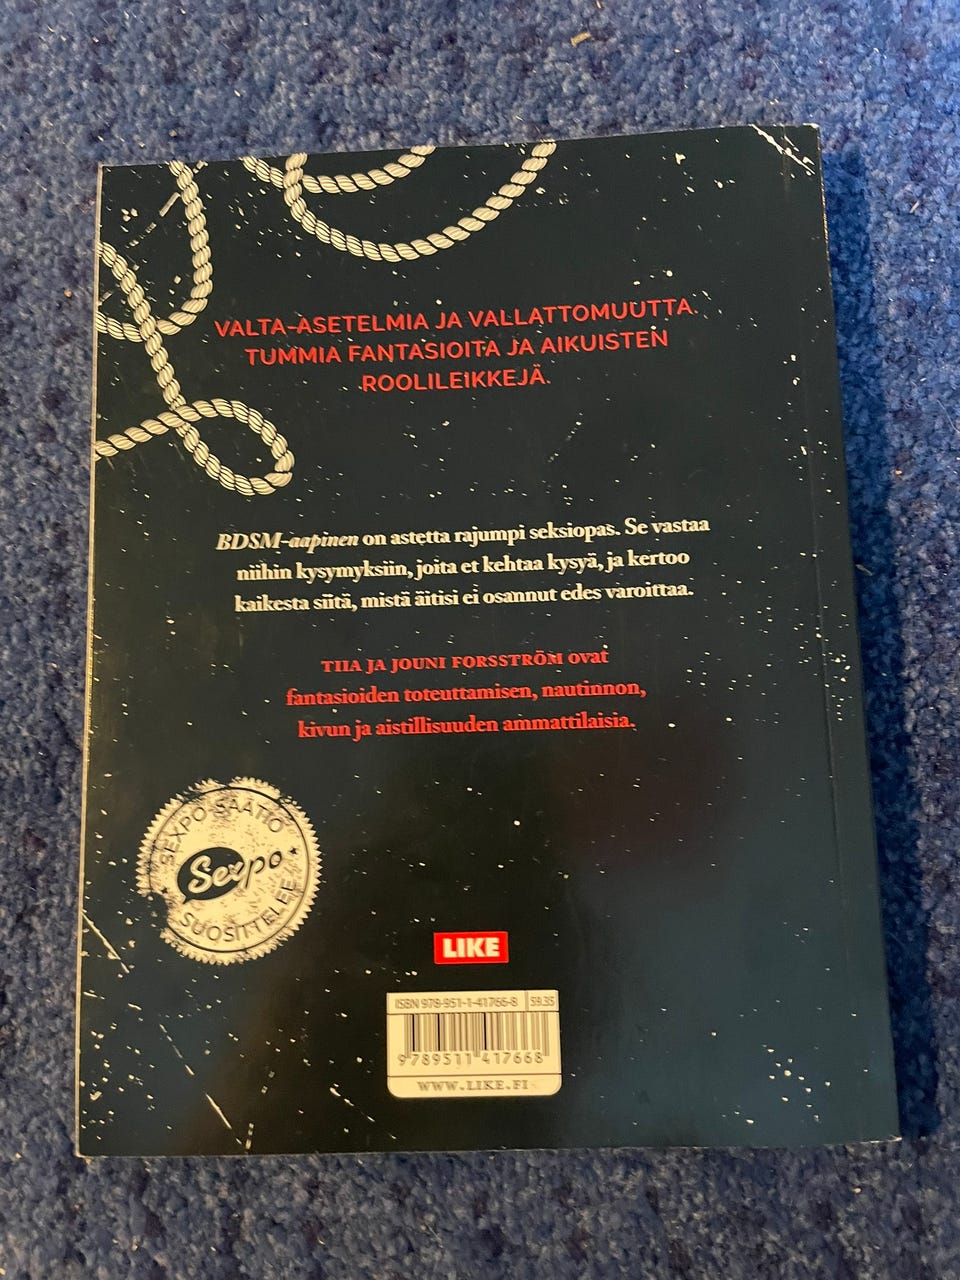 VALTA-ASETELMIA JA VALLATTOMUUTTA.
TUMMIA FANTASIOITA JA AIKUISTEN
ROOLILEIKKEJÄ.
BDSM-aapinen on astetta rajumpi seksiopas. Se vastaa
niihin kysymyksiin, joita et kehtaa kysyä, ja kertoo
kaikesta siitä, mistä äitisi ei osannut edes varoittaa.
TIIA JA JOUNI FORSSTRÖM ovat
fantasioiden toteuttamisen, nautinnon,
kivun ja aistillisuuden ammattilaisia.
SEXPO SÄÄTIÖ
Sexpo
SUOSITTELEE
LIKE
ISBN 978-951-1-41766-8 59.35
9789511417668
WWW.LIKE.FI